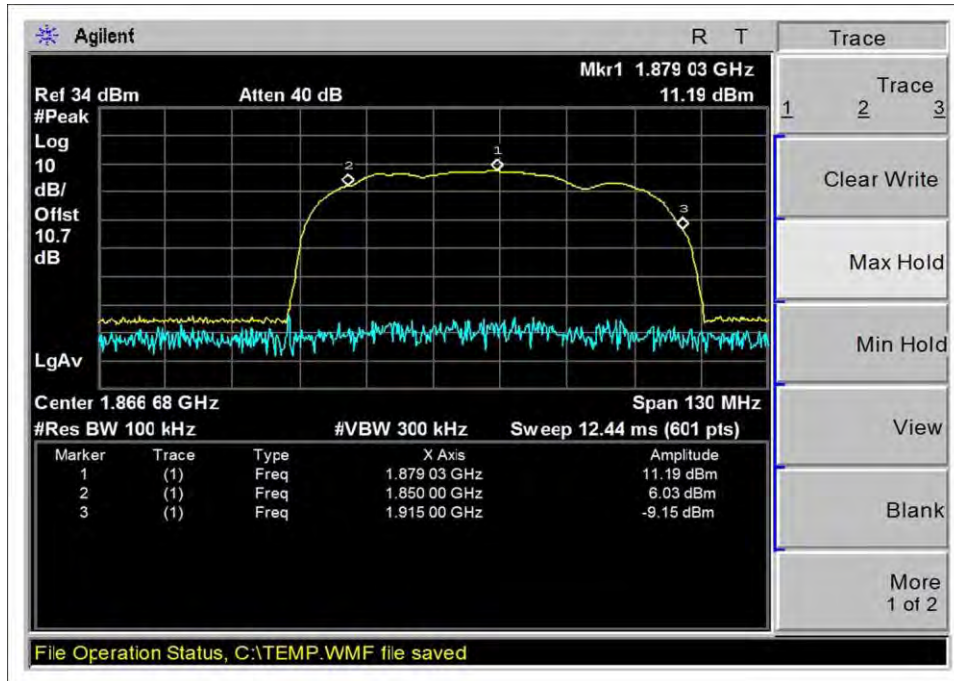 Agilent R T
Mkr1 1.879 03 GHz
Ref 34 dBm Atten 40 dB 11.19 dBm
#Peak
Log
10
dB/
Offst
10.7
dB
LgAv
1
2
3
Center 1.866 68 GHz Span 130 MHz
#Res BW 100 kHz #VBW 300 kHz Sweep 12.44 ms (601 pts)
Marker Trace Type X Axis Amplitude
1 (1) Freq 1.879 03 GHz 11.19 dBm
2 (1) Freq 1.850 00 GHz 6.03 dBm
3 (1) Freq 1.915 00 GHz -9.15 dBm
File Operation Status, C:\TEMP.WMF file saved
Trace
Trace
1 2 3
Clear Write
Max Hold
Min Hold
View
Blank
More
1 of 2